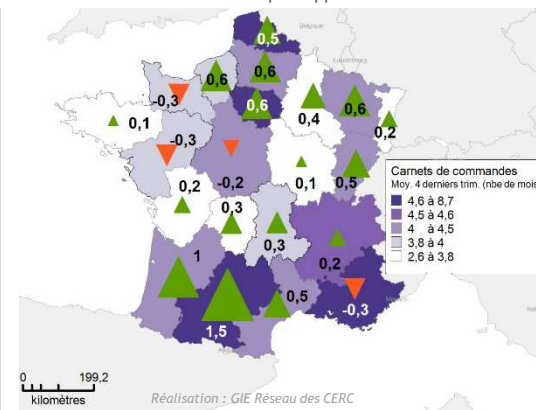 Belgique
Luxembourg
0,5
0,6
0,6
-0,3
0,6
0,6
0,4
0,2
0,1
-0,3
-0,2
0,1
0,5
0,2
0,3
0,3
0,2
1
0,5
-0,3
1,5
Carnets de commandes
Moy. 4 derniers trim. (nbe de mois
4,6 à 8,7
4,5 à 4,6
4 à 4,5
3,8 à 4
2,6 à 3,8
0 199,2
kilomètres
Réalisation : GIE Réseau des CERC